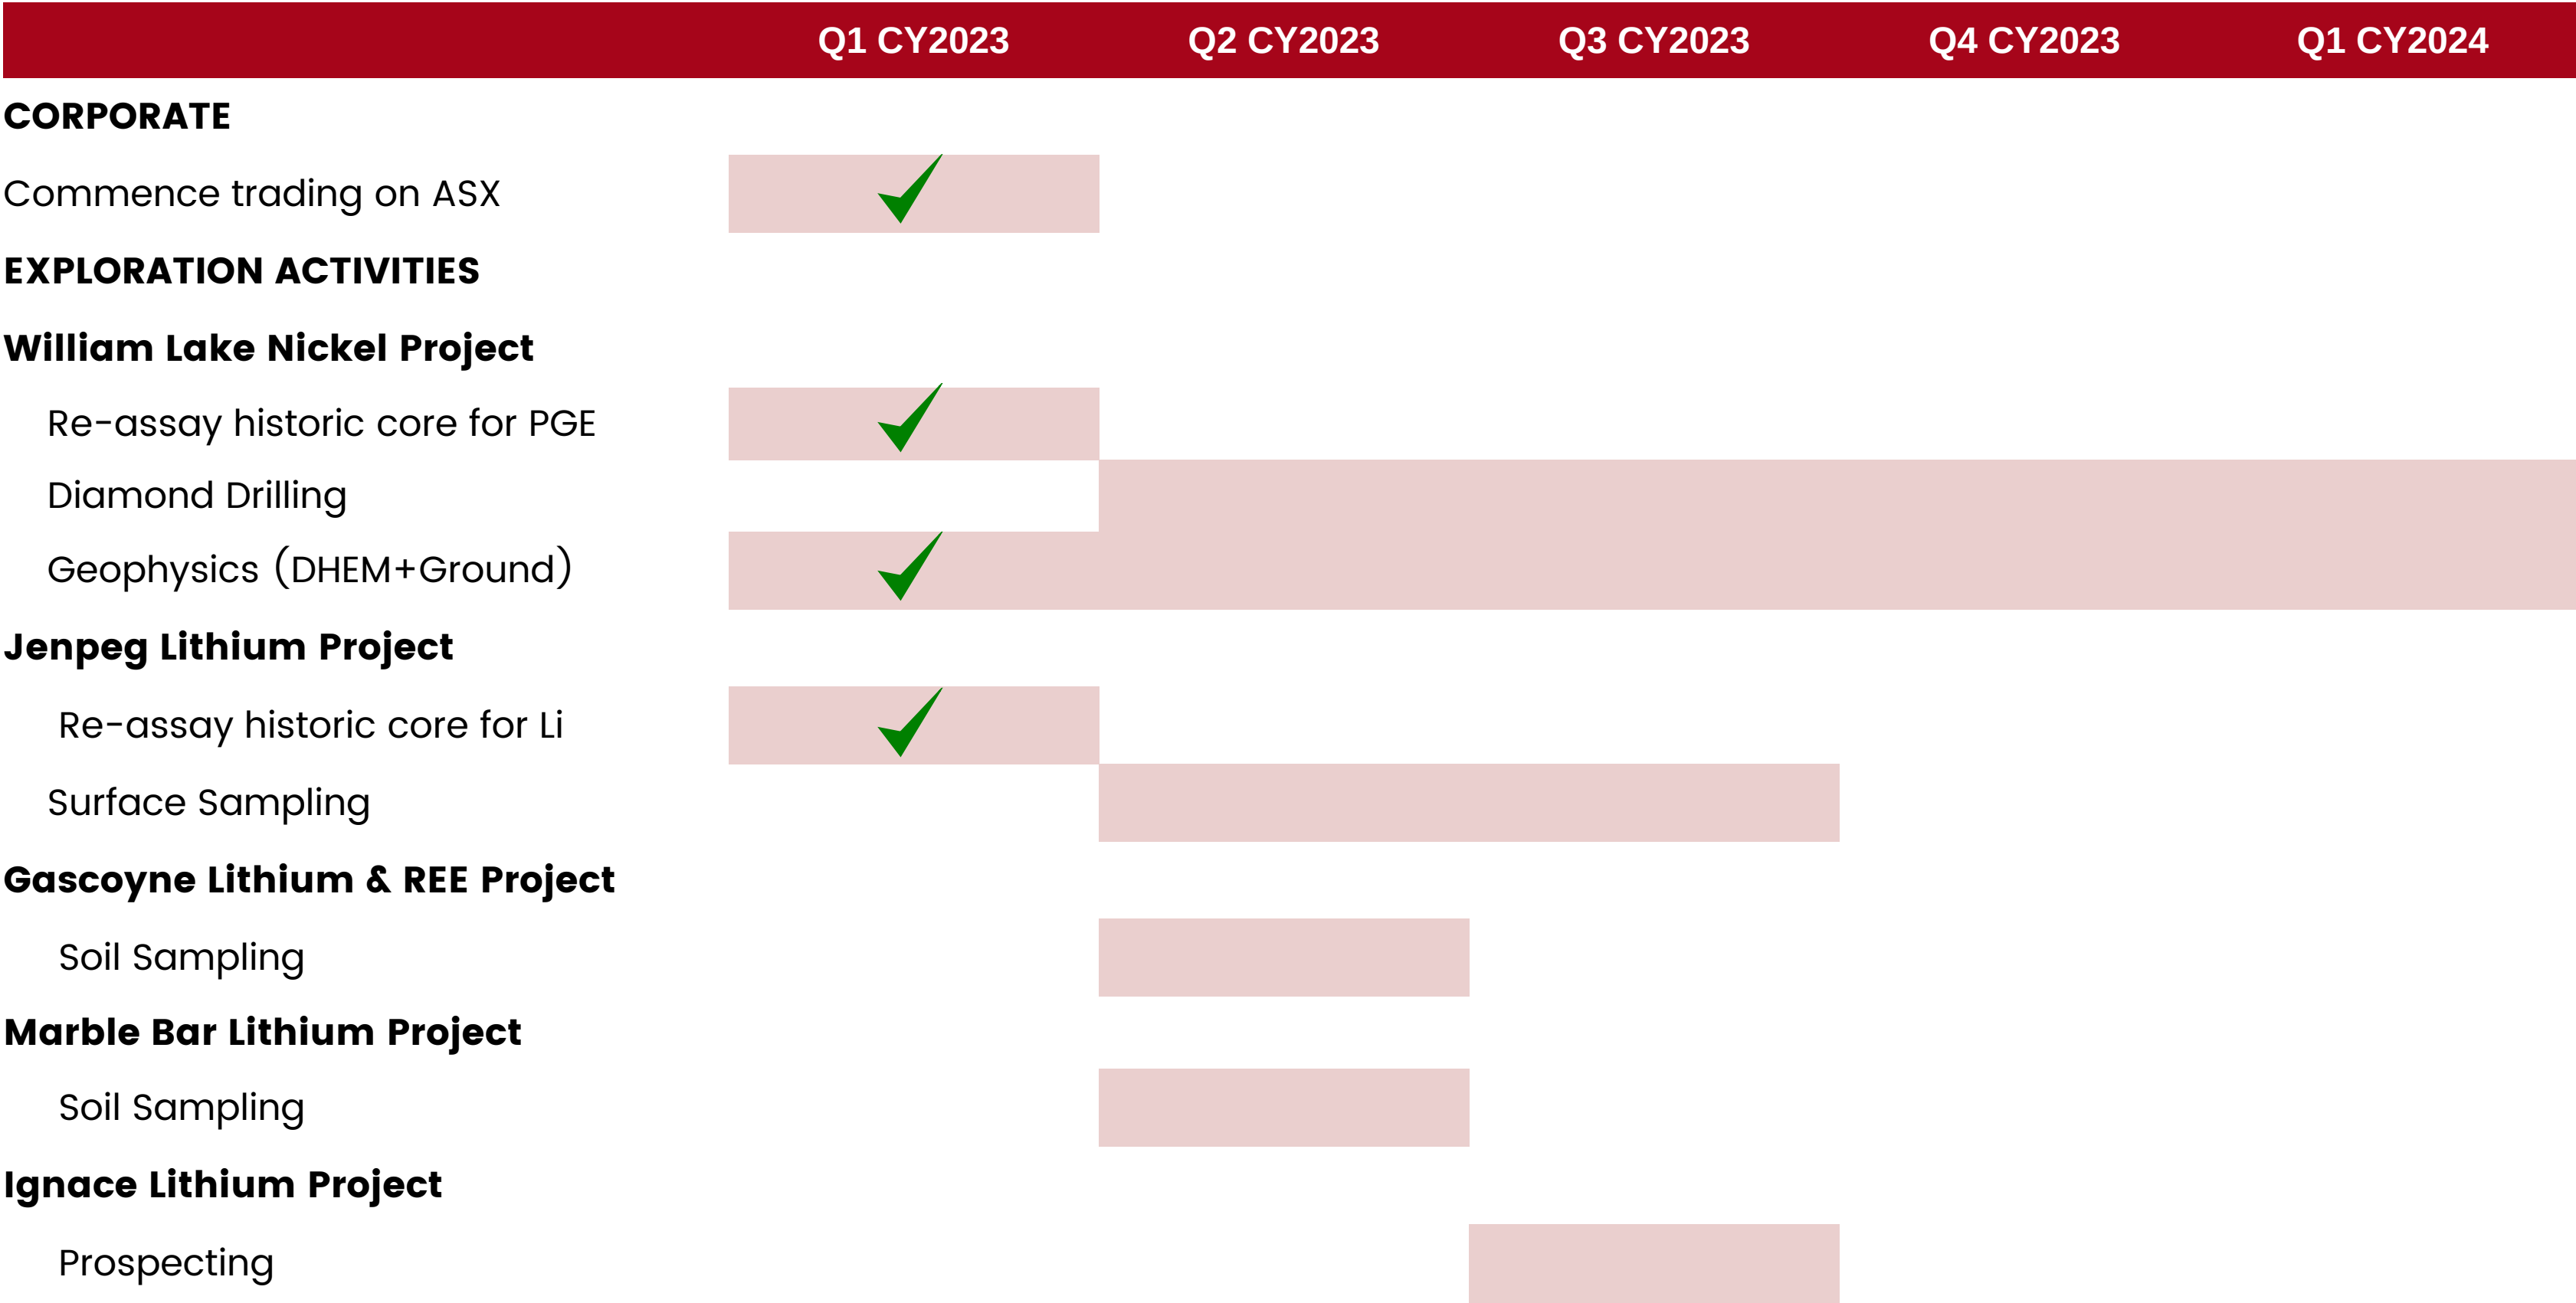 Q1 CY2023 Q2 CY2023 Q3 CY2023 Q4 CY2023 Q1 CY2024
CORPORATE
Commence trading on ASX
EXPLORATION ACTIVITIES
William Lake Nickel Project
Re-assay historic core for PGE
Diamond Drilling
Geophysics (DHEM+Ground)
Jenpeg Lithium Project
Re-assay historic core for Li
Surface Sampling
Gascoyne Lithium & REE Project
Soil Sampling
Marble Bar Lithium Project
Soil Sampling
Ignace Lithium Project
Prospecting